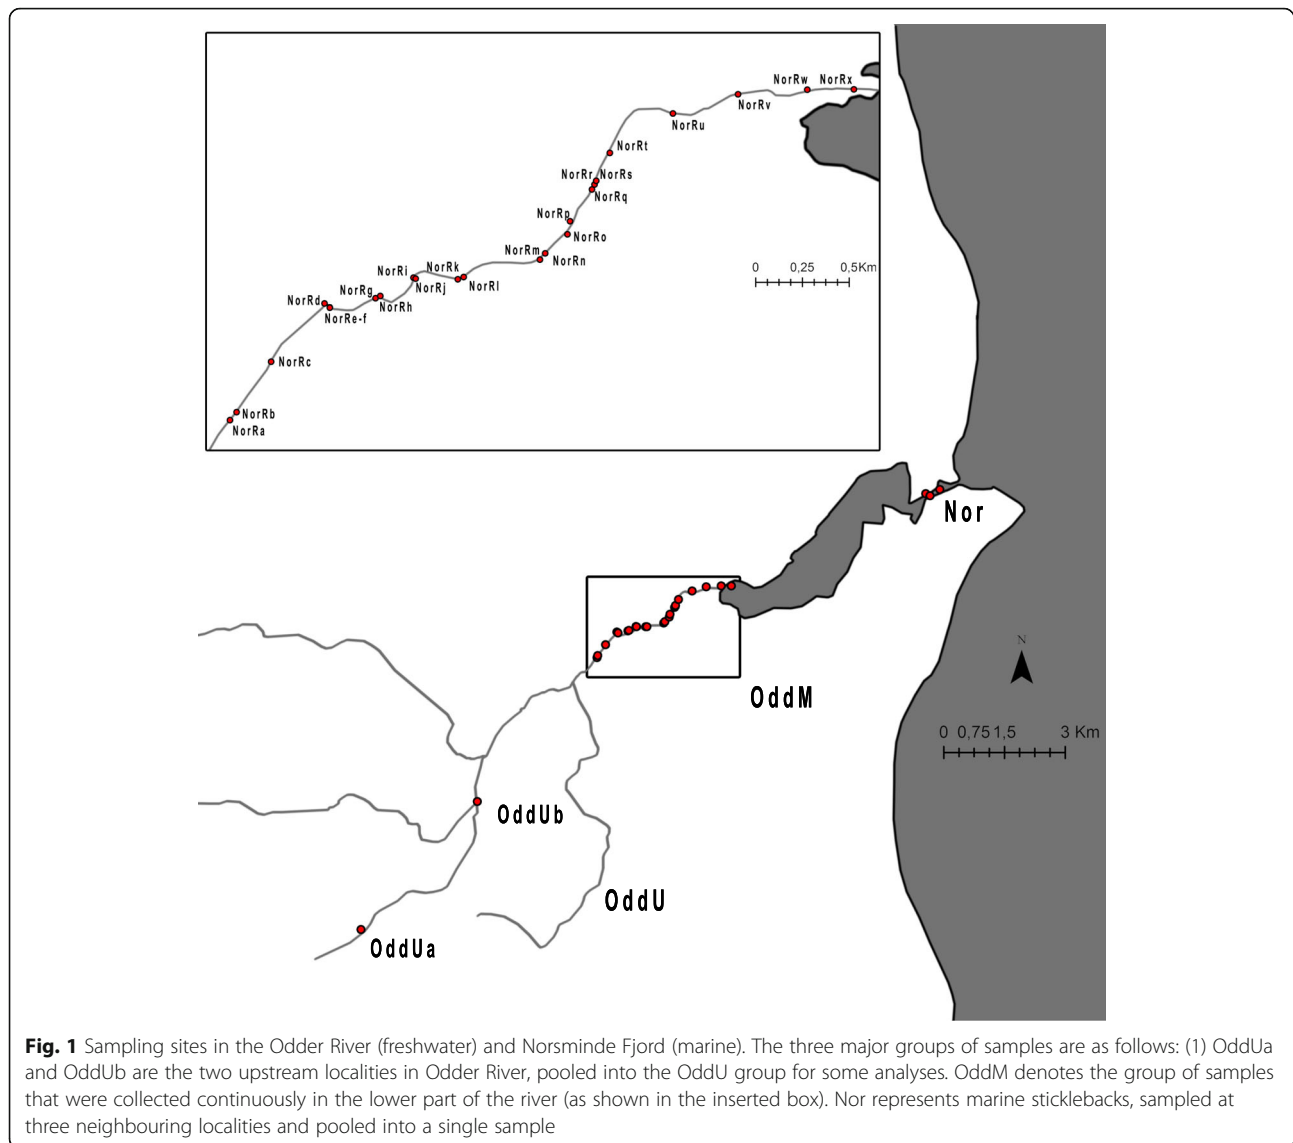 NorRw NorRx
NorRv
NorRu
NorRt
NorRr NorRs
NorRq
NorRp
NorRo
NorRm
NorRn
NorRi NorRk
NorRj NorRl
NorRg
NorRh
NorRd
NorRe-f
NorRc
NorRb
NorRa
0 0,25 0,5Km
Nor
N
OddM
0 0,75 1,5 3 Km
OddUb
OddU
OddUa
Fig. 1 Sampling sites in the Odder River (freshwater) and Norsminde Fjord (marine). The three major groups of samples are as follows: (1) OddUa
and OddUb are the two upstream localities in Odder River, pooled into the OddU group for some analyses. OddM denotes the group of samples
that were collected continuously in the lower part of the river (as shown in the inserted box). Nor represents marine sticklebacks, sampled at
three neighbouring localities and pooled into a single sample